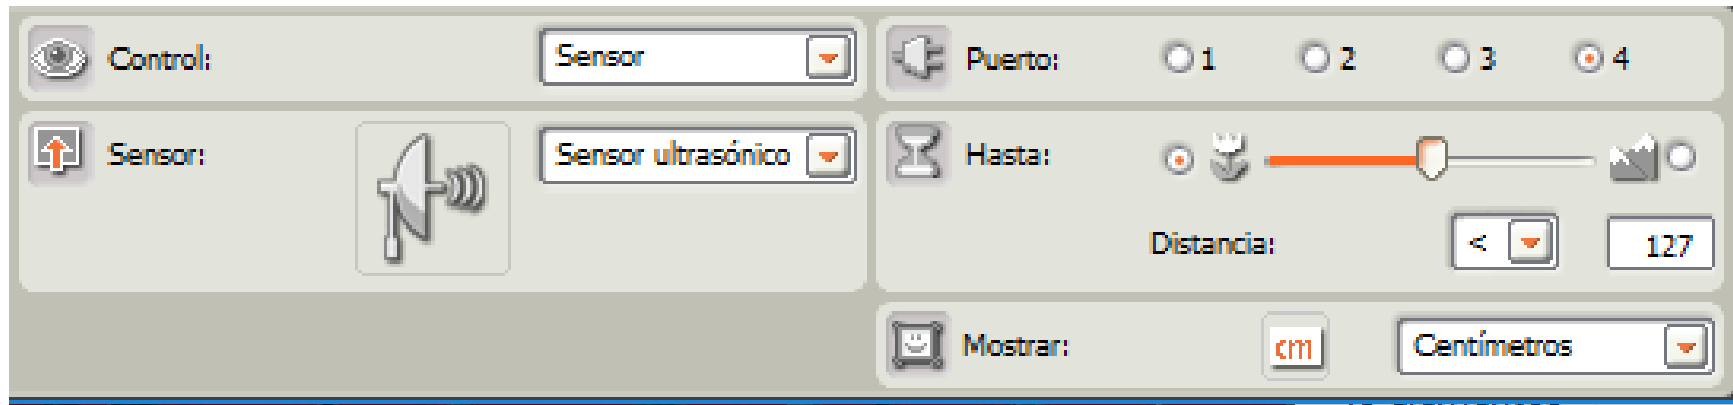 Control: Sensor
Puerto: 1 2 3 4
Sensor: Sensor ultrasónico
Hasta:
Distancia: < 127
Mostrar: cm Centímetros